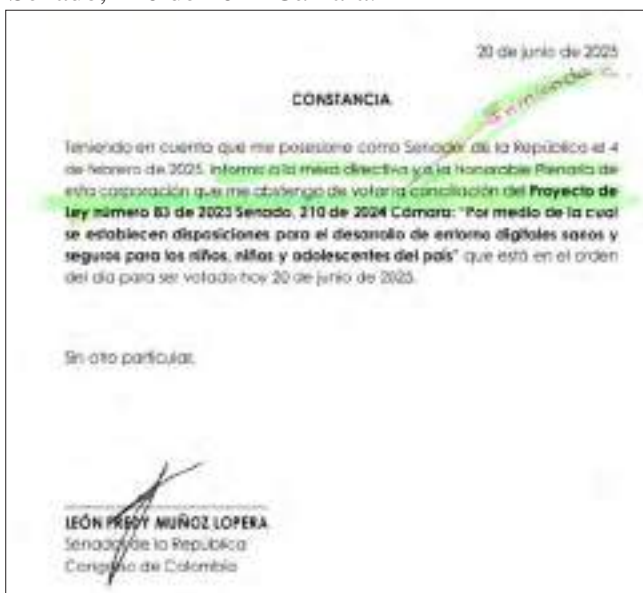 20 de junio de 2025
CONSTANCIA
Teniendo en cuenta que me posesione como Senador de la República el 4
de febrero de 2025, informo a la mesa directiva y a la Honorable Plenaria de
esta corporación que me abstengo de votar la conciliación del Proyecto de
Ley número 83 de 2023 Senado, 210 de 2024 Cámara: "Por medio de la cual
se establecen disposiciones para el desarrollo de entorno digitales sanos y
seguros para los niños, niñas y adolescentes del país" que está en el orden
del día para ser votado hoy 20 de junio de 2025.
Sin otro particular,
LEÓN FREDY MUÑOZ LOPERA
Senador de la República
Congreso de Colombia